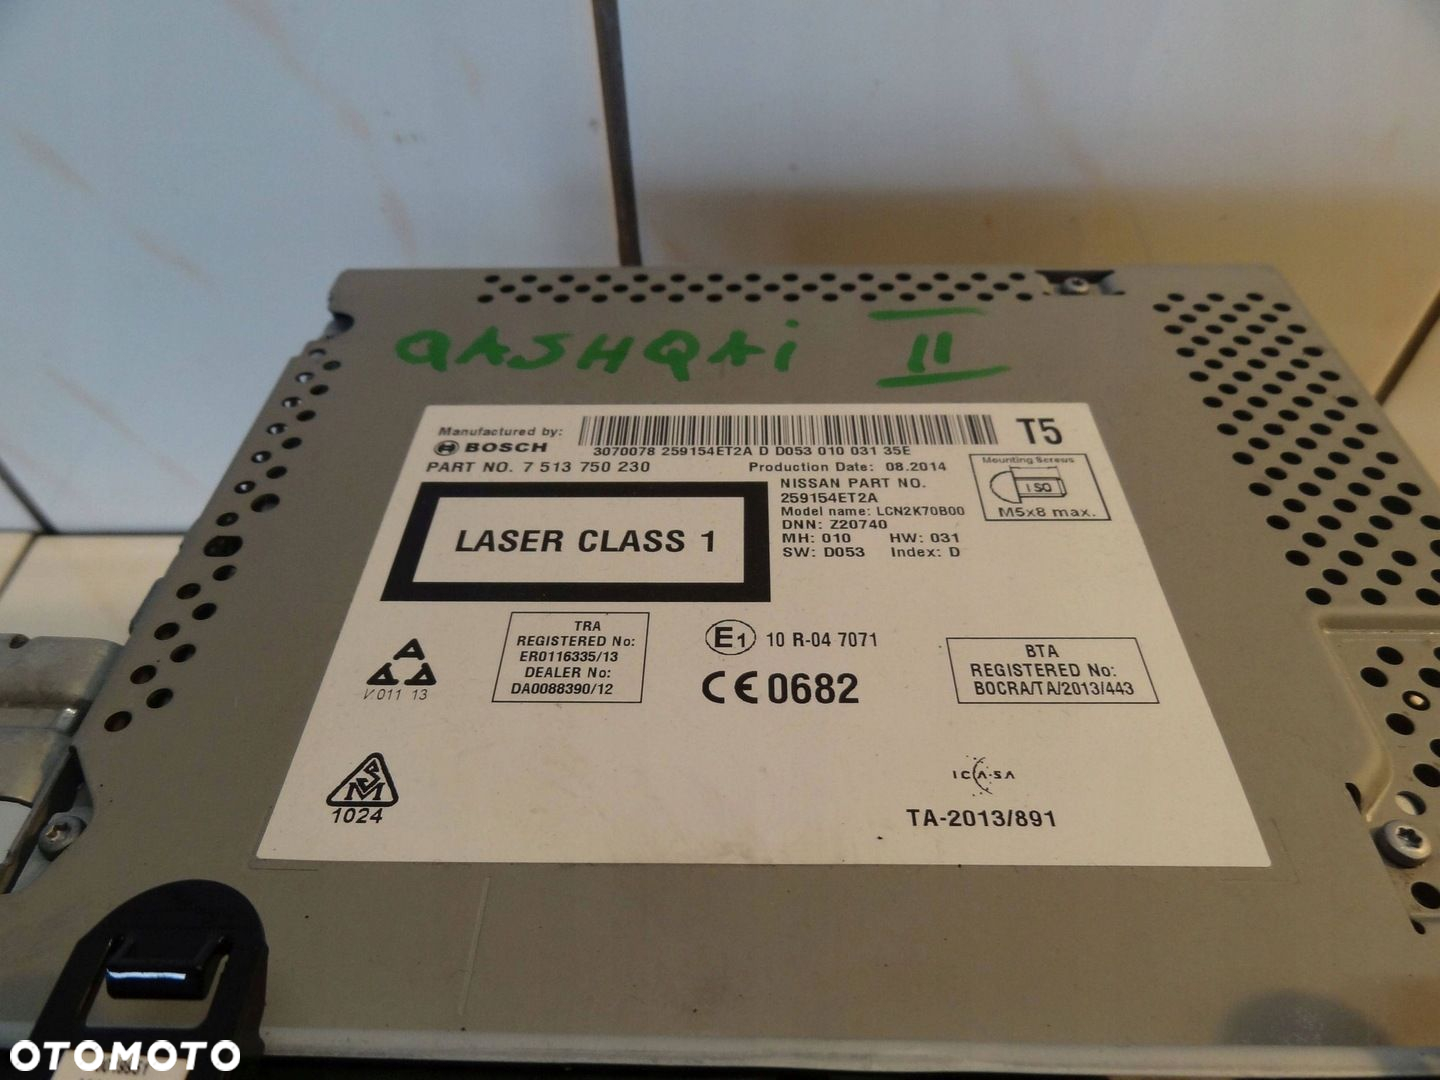 QASHQAi II
Manufactured by:
BOSCH
3070078 259154ET2A D D053 010 031 35E
T5
PART NO. 7 513 750 230
Production Date: 08.2014
Mounting Screws
ISO
M5x8 max.
NISSAN PART NO.
259154ET2A
Model name: LCN2K70B00
DNN: Z20740
MH: 010 HW: 031
SW: D053 Index: D
LASER CLASS 1
TRA
REGISTERED No:
ER0116335/13
DEALER No:
DA0088390/12
E1 10 R-04 7071
CE 0682
BTA
REGISTERED No:
BOCRA/TA/2013/443
V.011 13
1024
ICASA
TA-2013/891
OTOMOTO